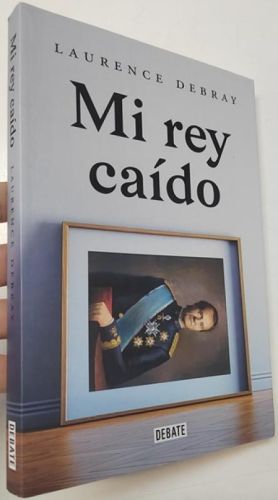 LAURENCE DEBRAY
Mi rey
caído
DEBATE
Mi rey caído
LAURENCE DEBRAY
DEBATE